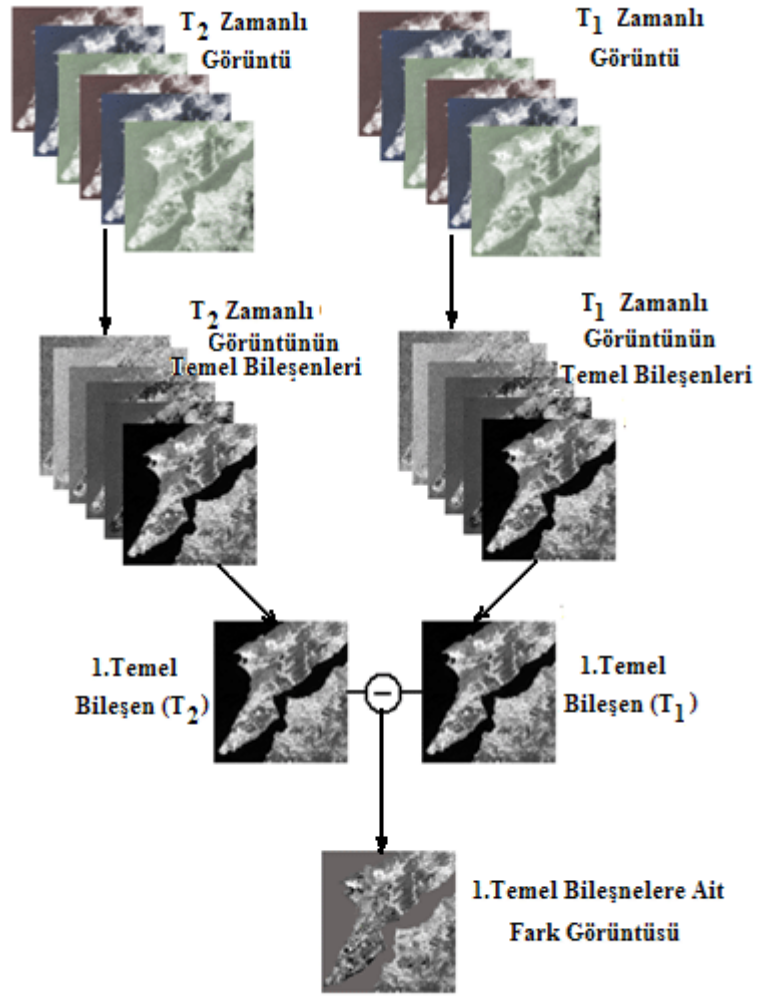 T2 Zamanlı
Görüntü
T1 Zamanlı
Görüntü
T2 Zamanlı
Görüntünün
Temel Bileşenleri
T1 Zamanlı
Görüntünün
Temel Bileşenleri
1.Temel
Bileşen (T2)
1.Temel
Bileşen (T1)
1.Temel Bileşnelere Ait
Fark Görüntüsü